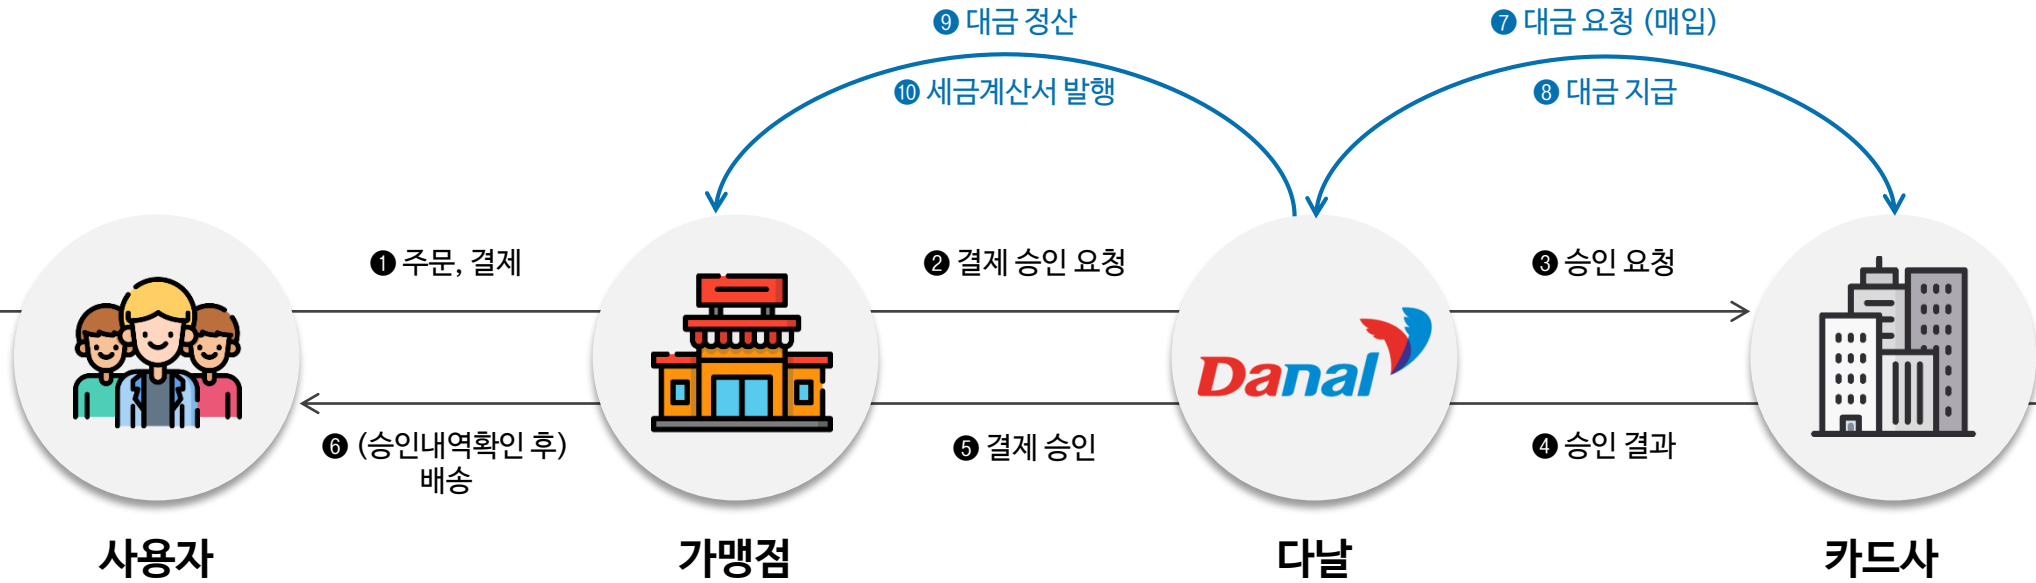 ❾ 대금 정산
❼ 대금 요청 (매입)
❿ 세금계산서 발행
❽ 대금 지급
❶ 주문, 결제
❷ 결제 승인 요청
❸ 승인 요청
Danal
❻ (승인내역확인 후)
배송
❺ 결제 승인
❹ 승인 결과
사용자
가맹점
다날
카드사